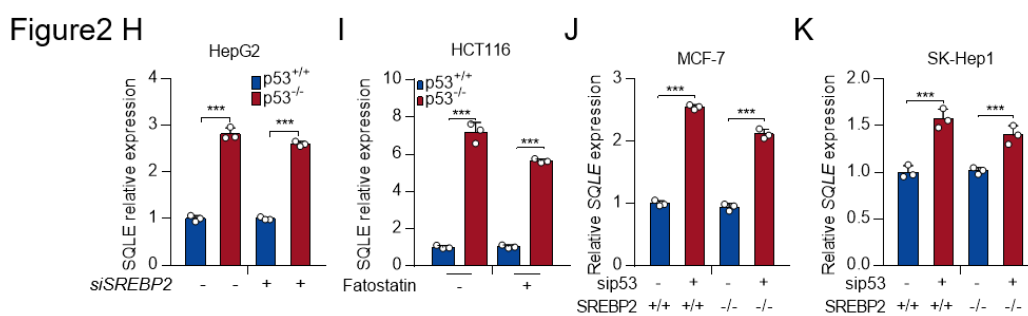 Figure2 H
HepG2
SQLE relative expression
4
3
2
1
0
p53+/+
p53-/-
***
***
siSREBP2 - - + +
I
HCT116
SQLE relative expression
10
8
6
4
2
0
p53+/+
p53-/-
***
***
Fatostatin - +
J
MCF-7
Relative SQLE expression
3
2
1
0
***
***
sip53 - + - +
SREBP2 +/+ +/+ -/- -/-
K
SK-Hep1
Relative SQLE expression
2.0
1.5
1.0
0.5
0.0
***
***
sip53 - + - +
SREBP2 +/+ +/+ -/- -/-